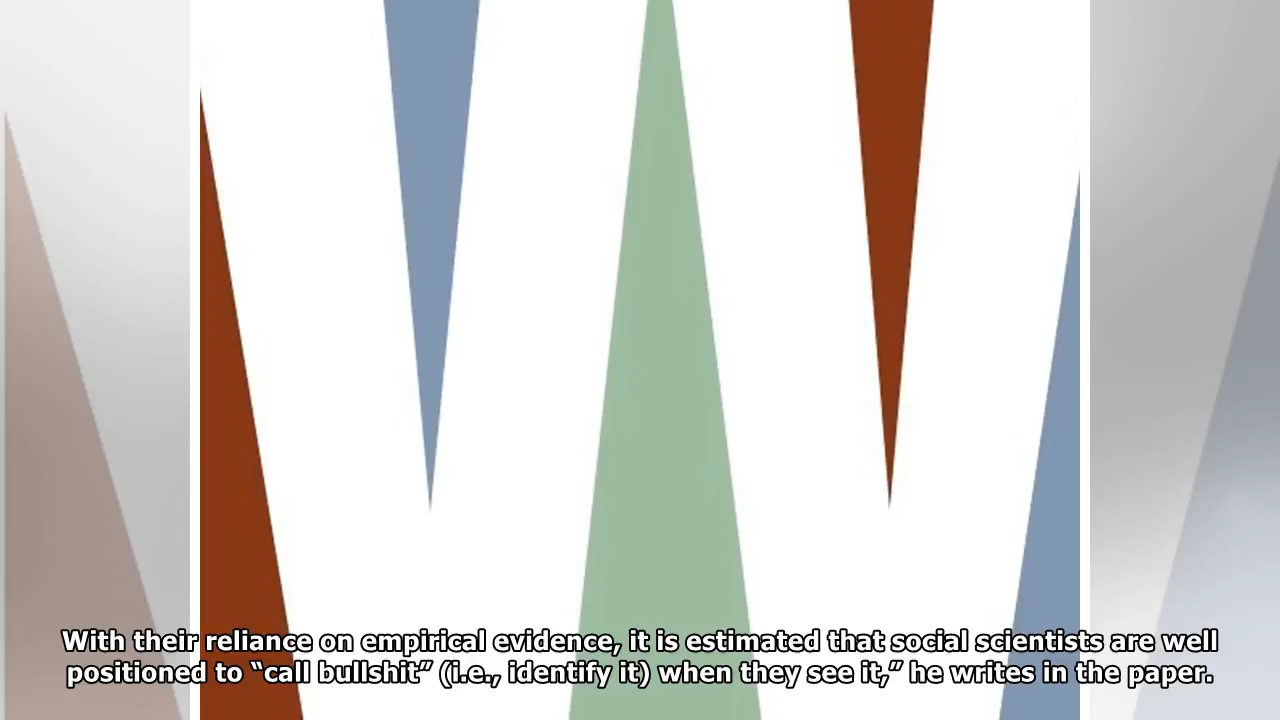 With their reliance on empirical evidence, it is estimated that social scientists are well
positioned to “call bullshit” (i.e., identify it) when they see it,” he writes in the paper.